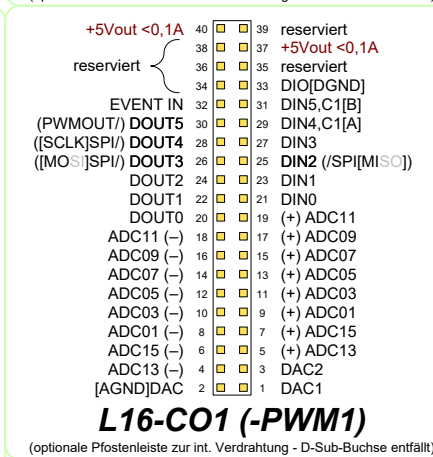 +5Vout <0,1A 40 39 reserviert
38 37 +5Vout <0,1A
reserviert 36 35 reserviert
34 33 DIO[DGND]
EVENT IN 32 31 DIN5,C1[B]
(PWMOUT/) DOUT5 30 29 DIN4,C1[A]
([SCLK]SPI/) DOUT4 28 27 DIN3
([MOSI]SPI/) DOUT3 26 25 DIN2 (/SPI[MISO])
DOUT2 24 23 DIN1
DOUT1 22 21 DIN0
DOUT0 20 19 (+) ADC11
ADC11 (–) 18 17 (+) ADC09
ADC09 (–) 16 15 (+) ADC07
ADC07 (–) 14 13 (+) ADC05
ADC05 (–) 12 11 (+) ADC03
ADC03 (–) 10 9 (+) ADC01
ADC01 (–) 8 7 (+) ADC15
ADC15 (–) 6 5 (+) ADC13
ADC13 (–) 4 3 DAC2
[AGND]DAC 2 1 DAC1
L16-CO1 (-PWM1)
(optionale Pfostenleiste zur int. Verdrahtung - D-Sub-Buchse entfällt)